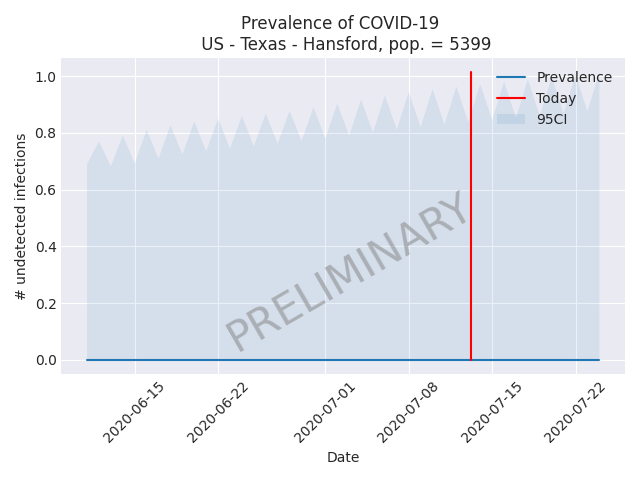 Prevalence of COVID-19
US - Texas - Hansford, pop. = 5399
Prevalence
Today
95CI
1.0
0.8
0.6
0.4
0.2
0.0
# undetected infections
PRELIMINARY
2020-06-15
2020-06-22
2020-07-01
2020-07-08
2020-07-15
2020-07-22
Date